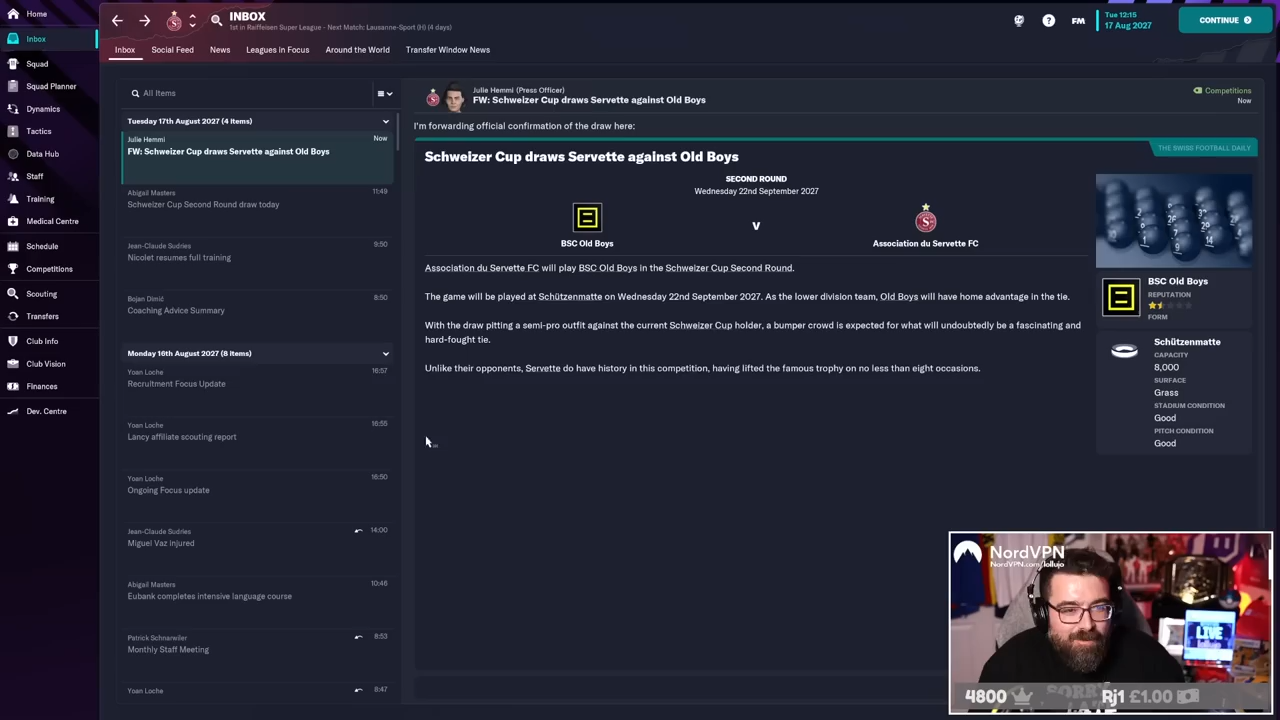 Home
Inbox
Squad
Squad Planner
Dynamics
Tactics
Data Hub
Staff
Training
Medical Centre
Schedule
Competitions
Scouting
Transfers
Club Info
Club Vision
Finances
Dev. Centre
INBOX
1st in Raiffeisen Super League - Next Match: Lausanne-Sport (H) (4 days)
FM
Tue 12:15
17 Aug 2027
CONTINUE
Inbox
Social Feed
News
Leagues in Focus
Around the World
Transfer Window News
All Items
Tuesday 17th August 2027 (4 Items)
Julie Hemmi
Now
FW: Schweizer Cup draws Servette against Old Boys
Abigail Masters
11:49
Schweizer Cup Second Round draw today
Jean-Claude Sudries
9:50
Nicolet resumes full training
Bojan Dimić
8:50
Coaching Advice Summary
Monday 16th August 2027 (8 Items)
Yoan Loche
16:57
Recruitment Focus Update
Yoan Loche
16:55
Lancy affiliate scouting report
Yoan Loche
16:50
Ongoing Focus update
Jean-Claude Sudries
14:00
Miguel Vaz injured
Abigail Masters
10:46
Eubank completes intensive language course
Patrick Schnarwiler
8:53
Monthly Staff Meeting
Yoan Loche
8:47
Julie Hemmi (Press Officer)
FW: Schweizer Cup draws Servette against Old Boys
Competitions
Now
I'm forwarding official confirmation of the draw here:
THE SWISS FOOTBALL DAILY
Schweizer Cup draws Servette against Old Boys
SECOND ROUND
Wednesday 22nd September 2027
v
BSC Old Boys
Association du Servette FC
Association du Servette FC will play BSC Old Boys in the Schweizer Cup Second Round.
The game will be played at Schützenmatte on Wednesday 22nd September 2027. As the lower division team, Old Boys will have home advantage in the tie.
With the draw pitting a semi-pro outfit against the current Schweizer Cup holder, a bumper crowd is expected for what will undoubtedly be a fascinating and
hard-fought tie.
Unlike their opponents, Servette do have history in this competition, having lifted the famous trophy on no less than eight occasions.
BSC Old Boys
REPUTATION
FORM
Schützenmatte
CAPACITY
8,000
SURFACE
Grass
STADIUM CONDITION
Good
PITCH CONDITION
Good
NordVPN
NordVPN.com/lollujo
LIVE
lollujo
4800
Rj1 £1.00